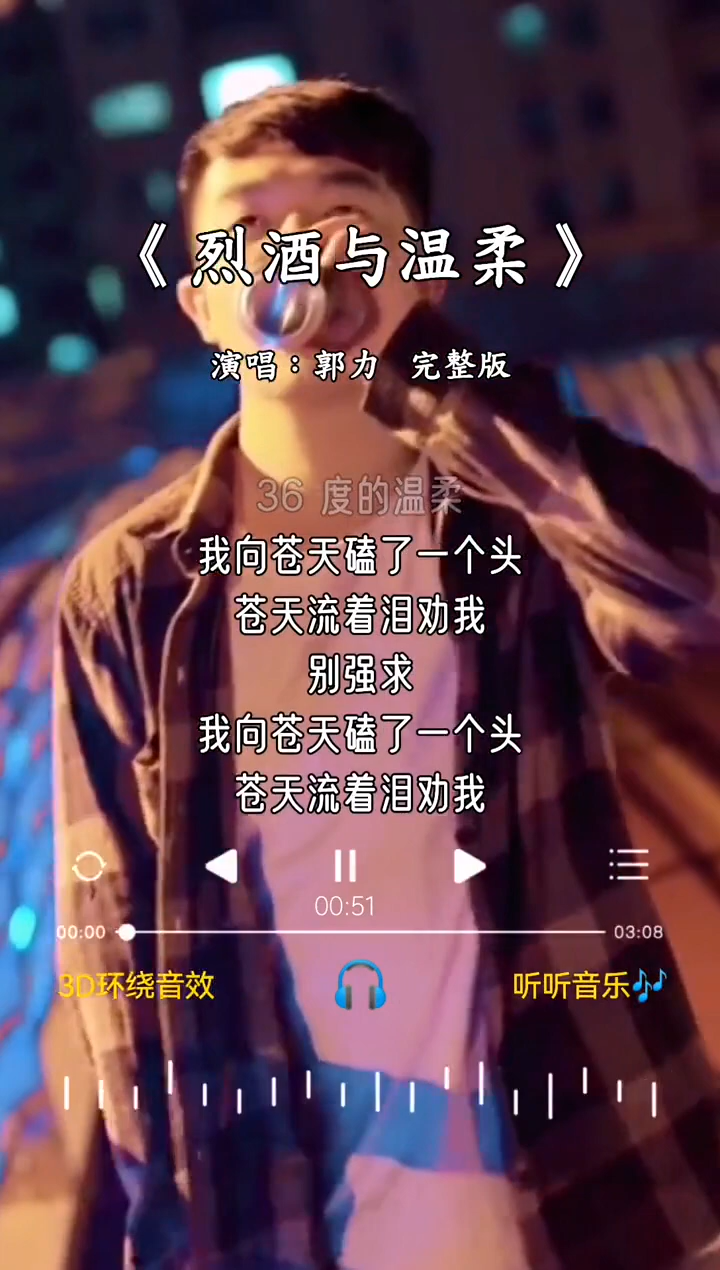 《烈酒与温柔》
演唱：郭力 完整版
36 度的温柔
我向苍天磕了一个头
苍天流着泪劝我
别强求
我向苍天磕了一个头
苍天流着泪劝我
00:51
00:00 03:08
3D环绕音效 听听音乐